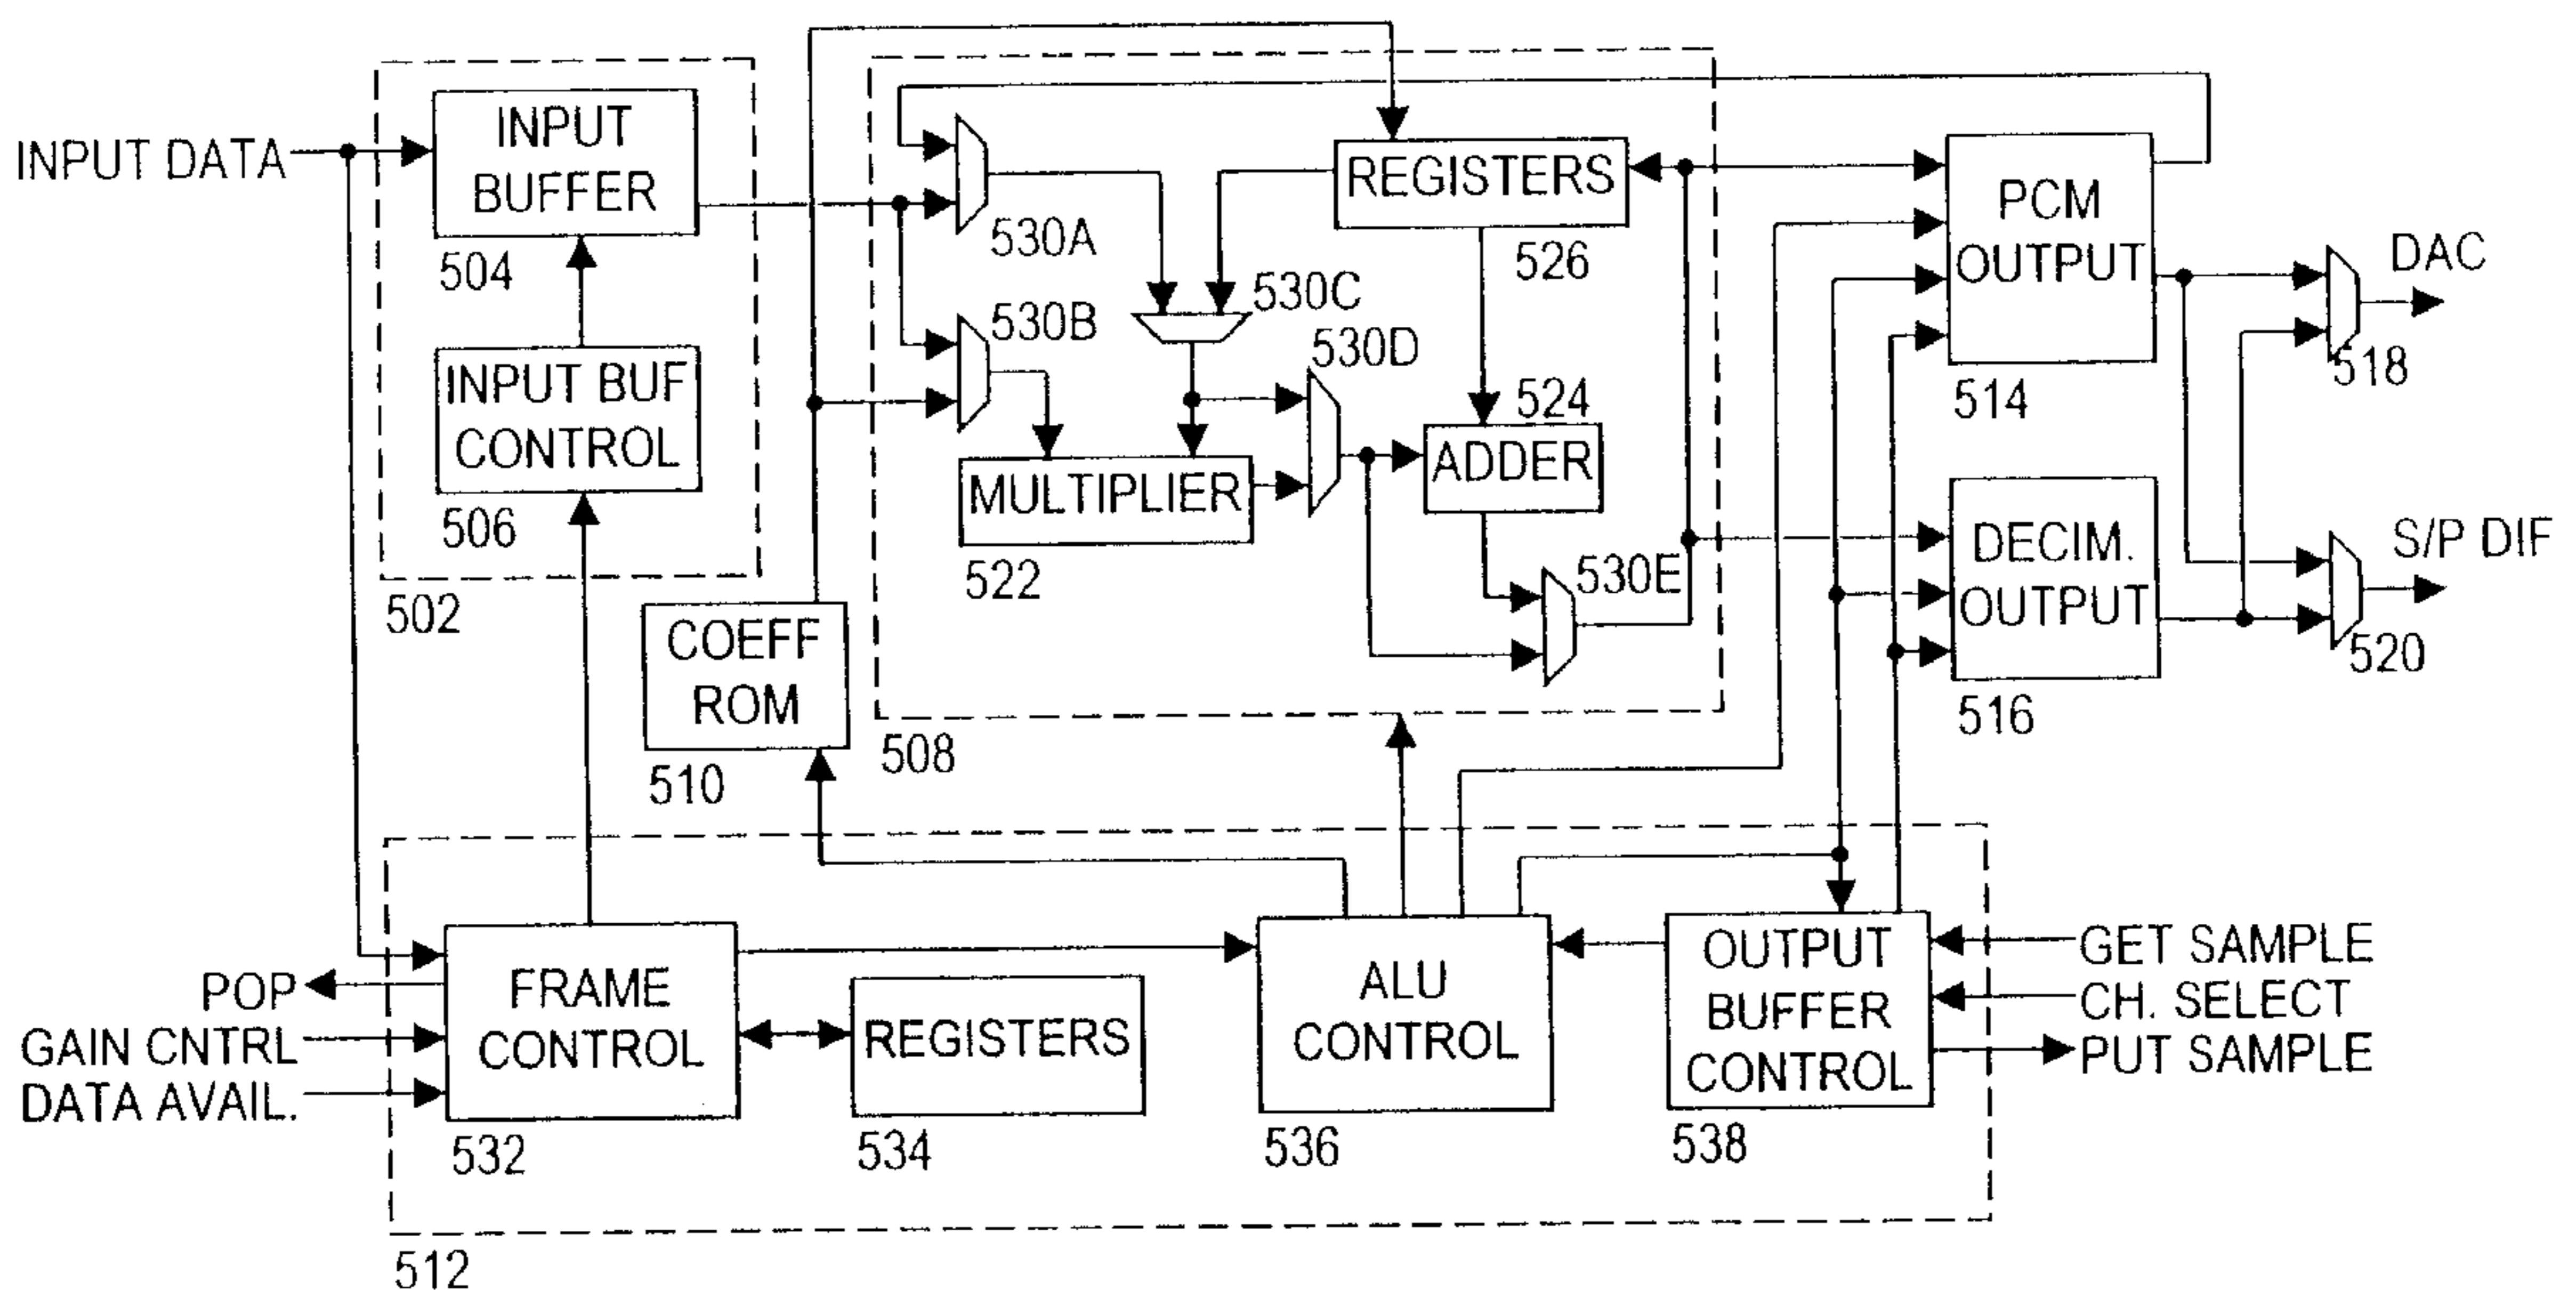 INPUT DATA
INPUT
BUFFER
504
INPUT BUF
CONTROL
506
502
COEFF
ROM
510
530A
530B
530C
530D
REGISTERS
526
524
ADDER
MULTIPLIER
522
530E
508
PCM
OUTPUT
514
DECIM.
OUTPUT
516
DAC
518
S/P DIF
520
POP
GAIN CNTRL
DATA AVAIL.
FRAME
CONTROL
532
REGISTERS
534
ALU
CONTROL
536
OUTPUT
BUFFER
CONTROL
538
GET SAMPLE
CH. SELECT
PUT SAMPLE
512